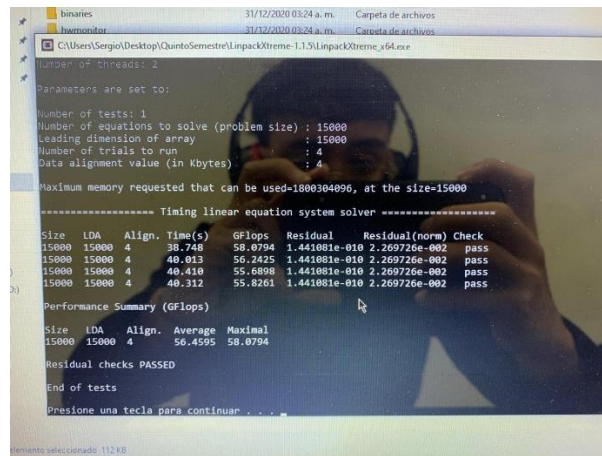 binaries 31/12/2020 03:24 a. m. Carpeta de archivos
hwmonitor 31/12/2020 03:24 a. m. Carpeta de archivos
C:\Users\Sergio\Desktop\QuintoSemestre\LinpackXtreme-1.1.5\LinpackXtreme_x64.exe
Number of threads: 2
Parameters are set to:
Number of tests: 1
Number of equations to solve (problem size) : 15000
Leading dimension of array : 15000
Number of trials to run : 4
Data alignment value (in Kbytes) : 4
Maximum memory requested that can be used=1800304096, at the size=15000
=================== Timing linear equation system solver ===================
Size LDA Align. Time(s) GFlops Residual Residual(norm) Check
15000 15000 4 38.748 58.0794 1.441081e-010 2.269726e-002 pass
15000 15000 4 40.013 56.2425 1.441081e-010 2.269726e-002 pass
15000 15000 4 40.410 55.6898 1.441081e-010 2.269726e-002 pass
15000 15000 4 40.312 55.8261 1.441081e-010 2.269726e-002 pass
Performance Summary (GFlops)
Size LDA Align. Average Maximal
15000 15000 4 56.4595 58.0794
Residual checks PASSED
End of tests
Presione una tecla para continuar . . .
elemento seleccionado 112 KB